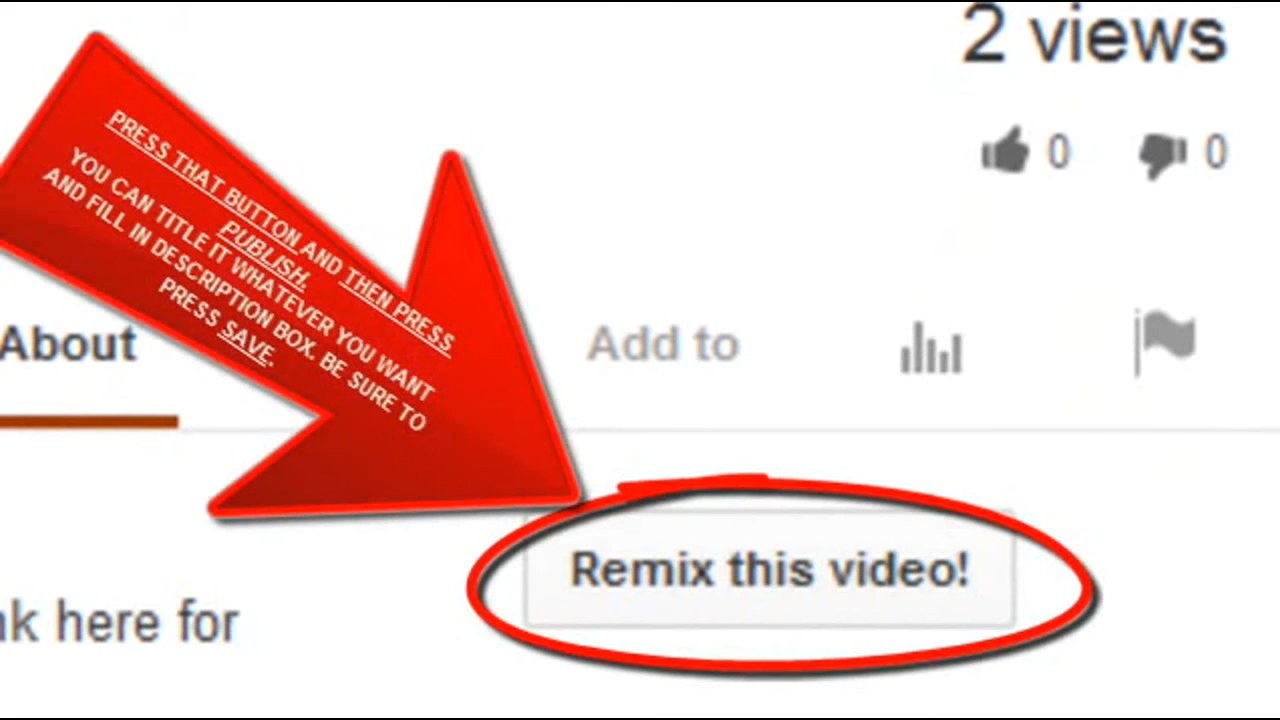 2 views
0 0
PRESS THAT BUTTON AND THEN PRESS
PUBLISH.
YOU CAN TITLE IT WHATEVER YOU WANT
AND FILL IN DESCRIPTION BOX. BE SURE TO
PRESS SAVE.
About Add to
Remix this video!
nk here for